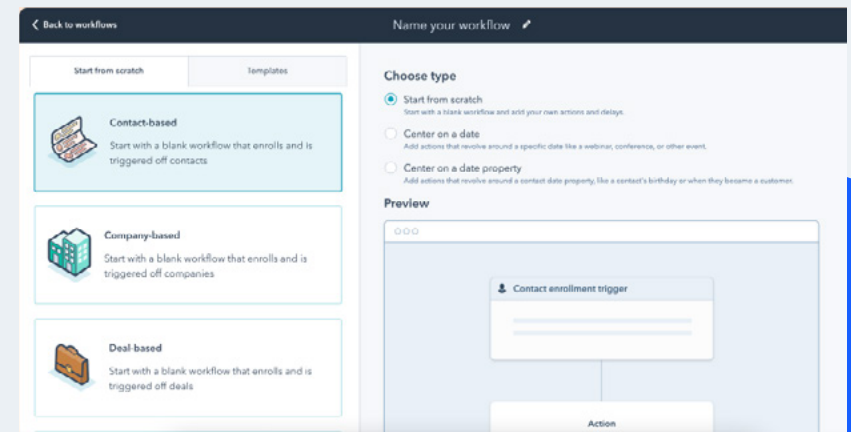 Back to workflows
Name your workflow
Start from scratch
Templates
Contact-based
Start with a blank workflow that enrolls and is
triggered off contacts
Company-based
Start with a blank workflow that enrolls and is
triggered off companies
Deal-based
Start with a blank workflow that enrolls and is
triggered off deals
Choose type
Start from scratch
Start with a blank workflow and add your own actions and delays.
Center on a date
Add actions that revolve around a specific date like a webinar, conference, or other event.
Center on a date property
Add actions that revolve around a contact date property, like a contact's birthday or when they became a customer.
Preview
Contact enrollment trigger
Action